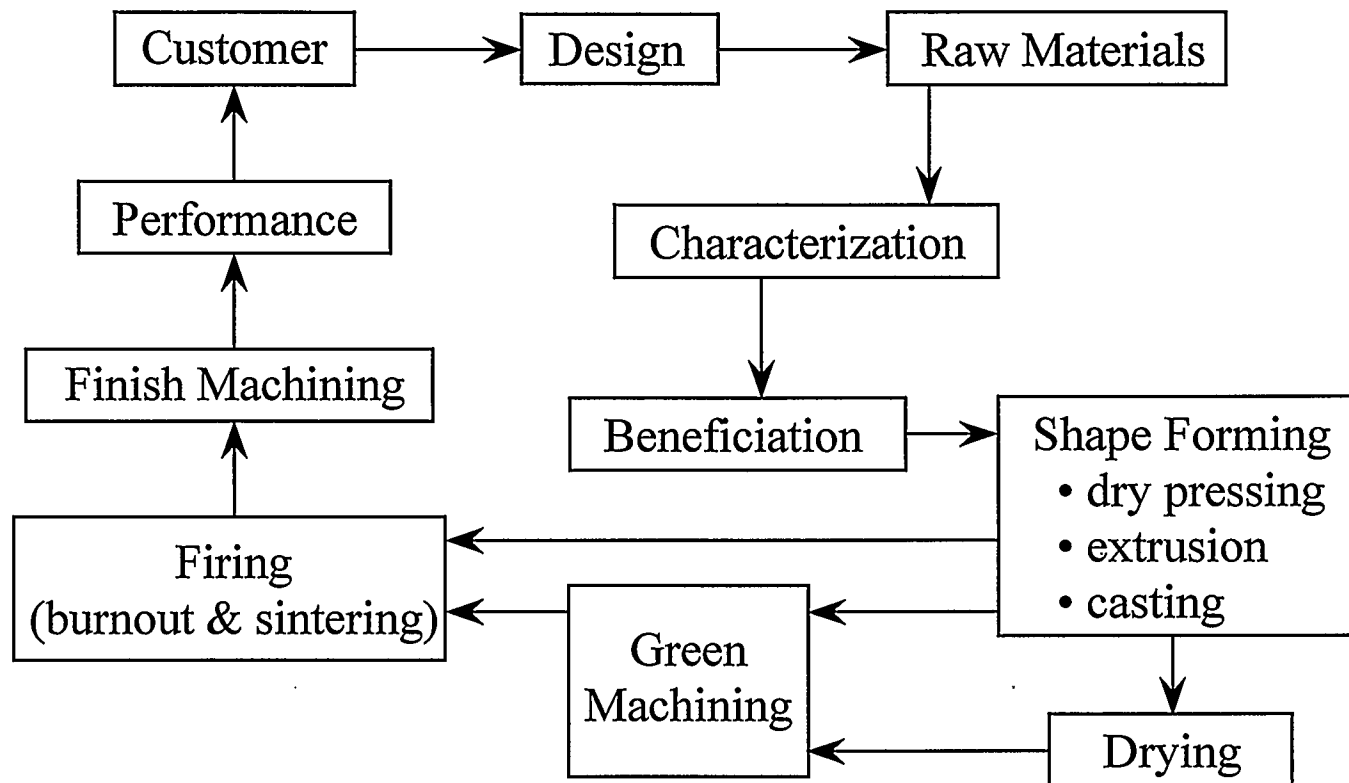 Customer
Design
Raw Materials
Performance
Characterization
Finish Machining
Beneficiation
Shape Forming
• dry pressing
• extrusion
• casting
Firing
(burnout & sintering)
Green
Machining
Drying